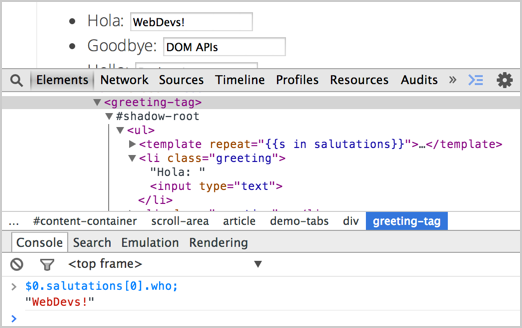 Hola: WebDevs!
Goodbye: DOM APIs
Elements Network Sources Timeline Profiles Resources Audits »
▼<greeting-tag>
▼#shadow-root
▼<ul>
▶<template repeat="{{s in salutations}}">…</template>
▼<li class="greeting">
"Hola: "
<input type="text">
</li>
... #content-container scroll-area article demo-tabs div greeting-tag
Console Search Emulation Rendering
<top frame> ▼
> $0.salutations[0].who;
"WebDevs!"
>